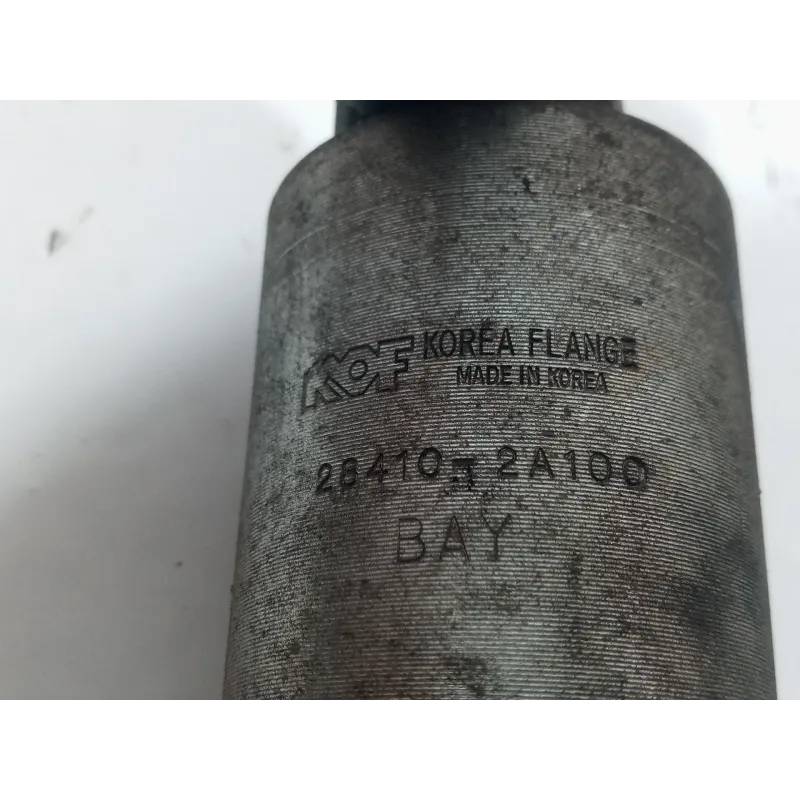 KOF KOREA FLANGE
MADE IN KOREA
28410-2A100
BAY